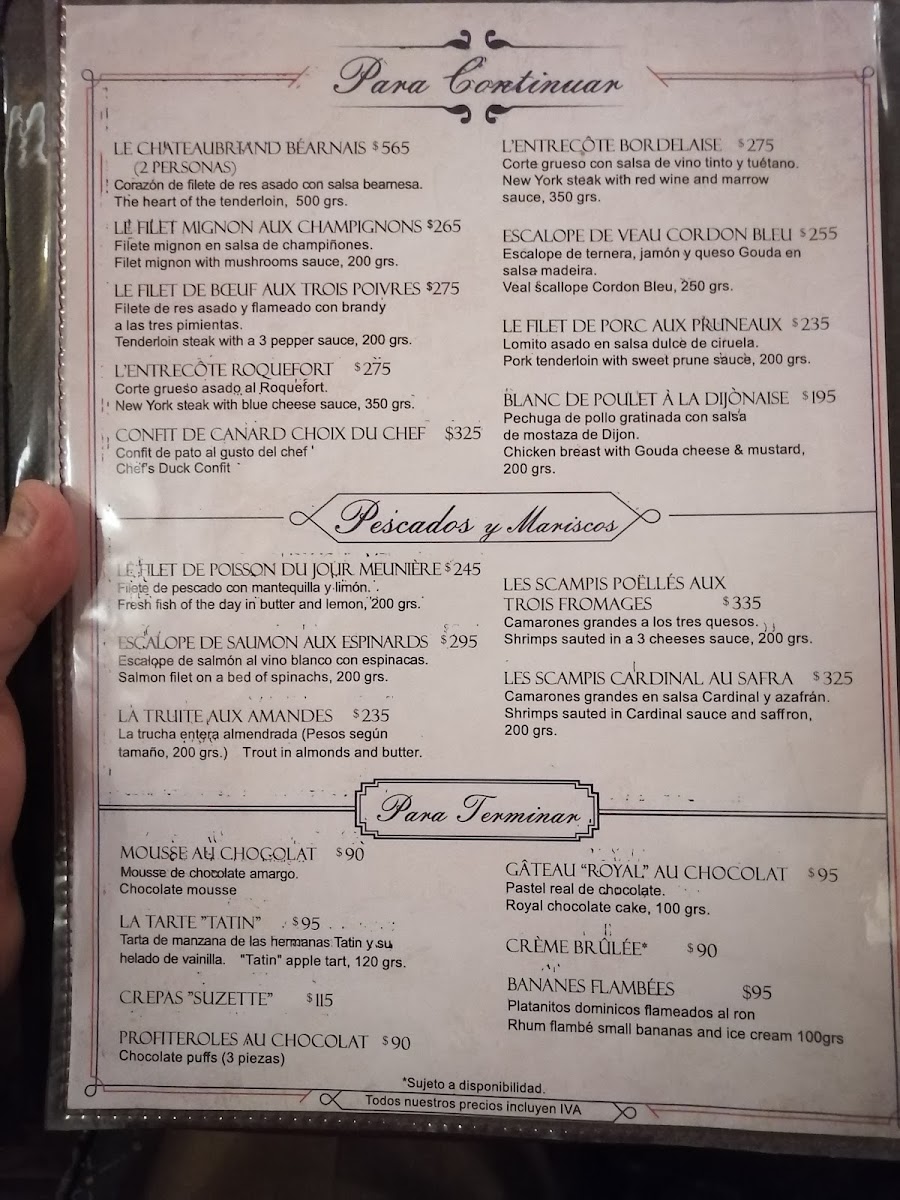 Para Continuar
LE CHATEAUBRIAND BÉARNAIS $565
(2 PERSONAS)
Corazón de filete de res asado con salsa bearnesa.
The heart of the tenderloin, 500 grs.
LE FILET MIGNON AUX CHAMPIGNONS $265
Filete mignon en salsa de champiñones.
Filet mignon with mushrooms sauce, 200 grs.
LE FILET DE BŒUF AUX TROIS POIVRES $275
Filete de res asado y flameado con brandy
a las tres pimientas.
Tenderloin steak with a 3 pepper sauce, 200 grs.
L'ENTRECÔTE ROQUEFORT $275
Corte grueso asado al Roquefort.
New York steak with blue cheese sauce, 350 grs.
CONFIT DE CANARD CHOIX DU CHEF $325
Confit de pato al gusto del chef
Chef's Duck Confit
L'ENTRECÔTE BORDELAISE $275
Corte grueso con salsa de vino tinto y tuétano.
New York steak with red wine and marrow
sauce, 350 grs.
ESCALOPE DE VEAU CORDON BLEU $255
Escalope de ternera, jamón y queso Gouda en
salsa madeira.
Veal scallope Cordon Bleu, 250 grs.
LE FILET DE PORC AUX PRUNEAUX $235
Lomito asado en salsa dulce de ciruela.
Pork tenderloin with sweet prune sauce, 200 grs.
BLANC DE POULET À LA DIJÒNAISE $195
Pechuga de pollo gratinada con salsa
de mostaza de Dijon.
Chicken breast with Gouda cheese & mustard,
200 grs.
Pescados y Mariscos
LE FILET DE POISSON DU JOUR MEUNIÈRE $245
Filete de pescado con mantequilla y limón.
Fresh fish of the day in butter and lemon, 200 grs.
ESCALOPE DE SAUMON AUX ESPINARDS $295
Escalope de salmón al vino blanco con espinacas.
Salmon filet on a bed of spinachs, 200 grs.
LA TRUITE AUX AMANDES $235
La trucha entera almendrada (Pesos según
tamaño, 200 grs.) Trout in almonds and butter.
LES SCAMPIS POËLLÉS AUX
TROIS FROMAGES $335
Camarones grandes a los tres quesos.
Shrimps sauted in a 3 cheeses sauce, 200 grs.
LES SCAMPIS CARDINAL AU SAFRA $325
Camarones grandes en salsa Cardinal y azafrán.
Shrimps sauted in Cardinal sauce and saffron,
200 grs.
Para Terminar
MOUSSE AU CHOCOLAT $90
Mousse de chocolate amargo.
Chocolate mousse
LA TARTE "TATIN" $95
Tarta de manzana de las hermanas Tatin y su
helado de vainilla. "Tatin" apple tart, 120 grs.
CREPAS "SUZETTE" $115
PROFITEROLES AU CHOCOLAT $90
Chocolate puffs (3 piezas)
GÂTEAU "ROYAL" AU CHOCOLAT $95
Pastel real de chocolate.
Royal chocolate cake, 100 grs.
CRÈME BRÛLÉE* $90
BANANES FLAMBÉES $95
Platanitos dominicos flameados al ron
Rhum flambé small bananas and ice cream 100grs
*Sujeto a disponibilidad.
Todos nuestros precios incluyen IVA